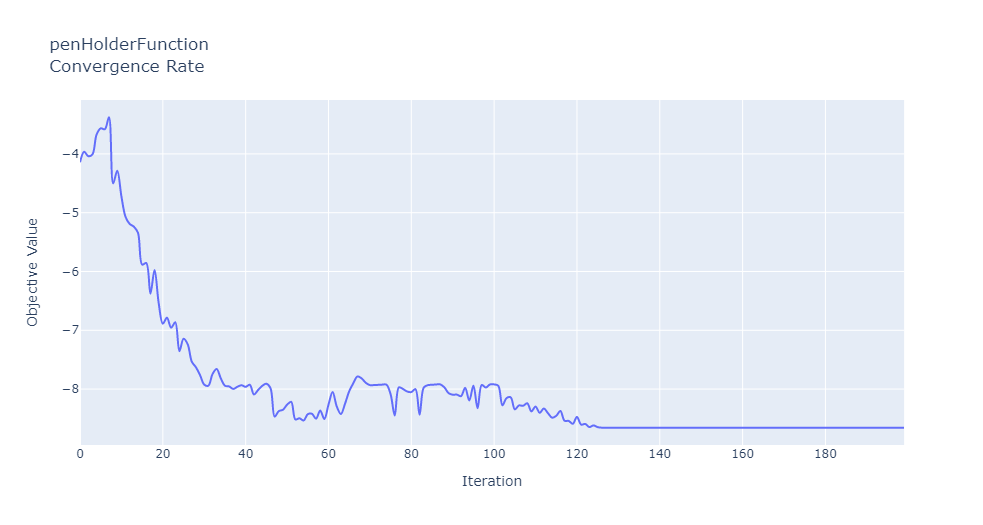 penHolderFunction
Convergence Rate
Objective Value
−4
−5
−6
−7
−8
0 20 40 60 80 100 120 140 160 180
Iteration